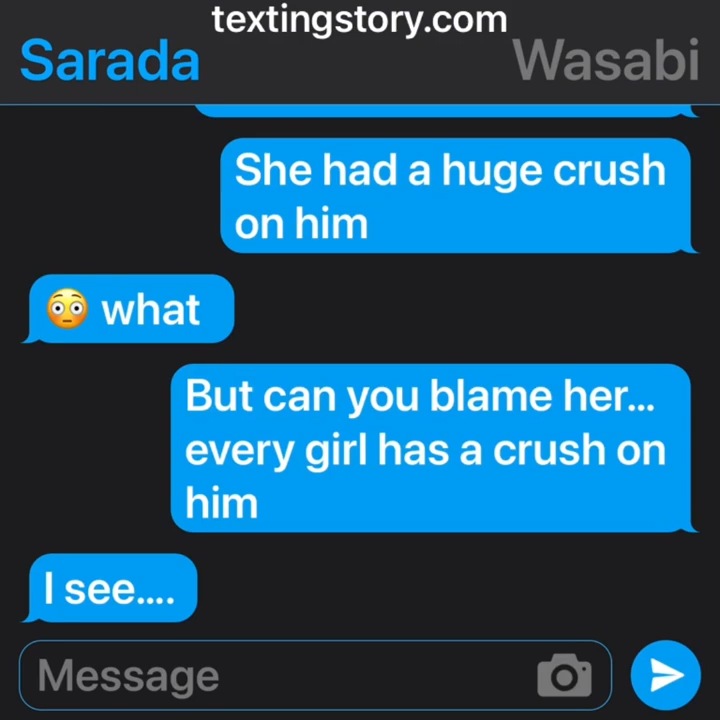 textingstory.com
Sarada Wasabi
She had a huge crush
on him
😳 what
But can you blame her...
every girl has a crush on
him
I see....
Message